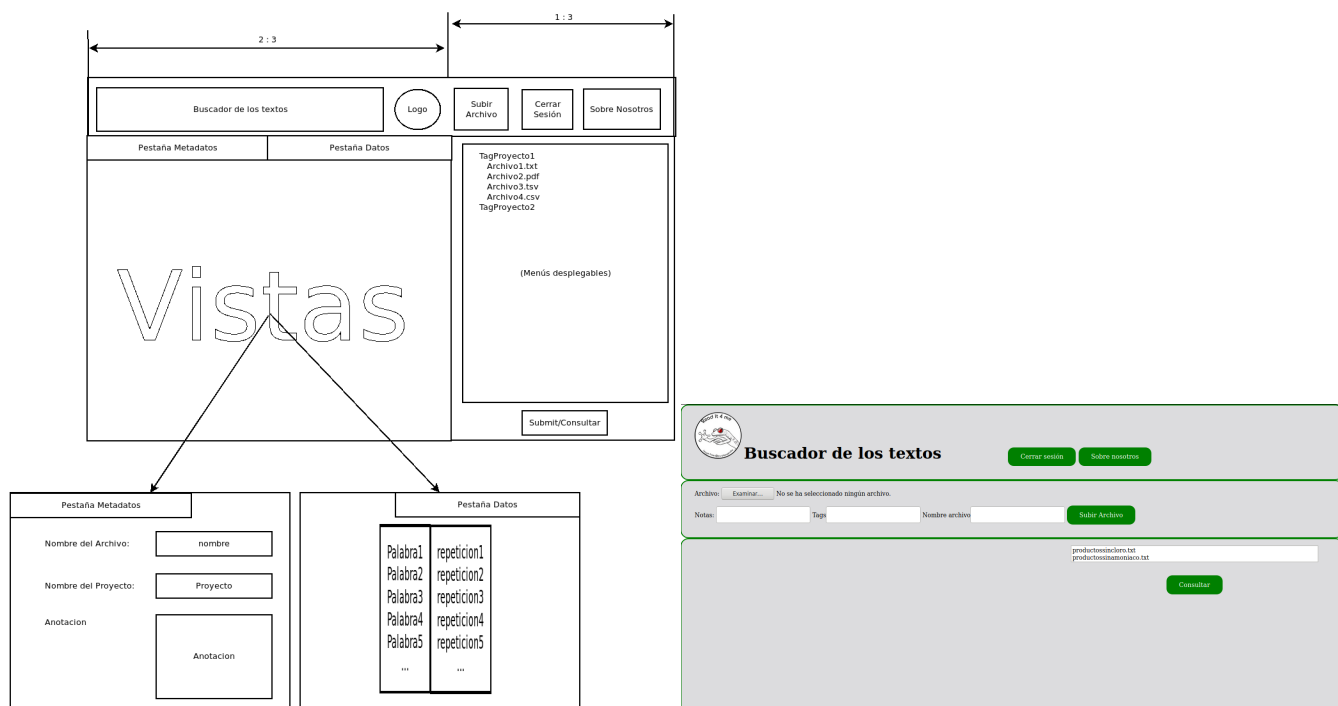 1 : 3
2 : 3
Buscador de los textos
Logo
Subir
Archivo
Cerrar
Sesión
Sobre Nosotros
Pestaña Metadatos
Pestaña Datos
TagProyecto1
Archivo1.txt
Archivo2.pdf
Archivo3.tsv
Archivo4.csv
TagProyecto2
(Menús desplegables)
Vistas
Submit/Consultar
Pestaña Metadatos
Nombre del Archivo:
nombre
Nombre del Proyecto:
Proyecto
Anotacion
Anotacion
Pestaña Datos
Palabra1 repeticion1
Palabra2 repeticion2
Palabra3 repeticion3
Palabra4 repeticion4
Palabra5 repeticion5
... ...
Buscador de los textos
Cerrar sesión
Sobre nosotros
Archivo: Examinar... No se ha seleccionado ningún archivo.
Notas: Tags Nombre archivo Subir Archivo
productossincloro.txt
productossinamoniaco.txt
Consultar